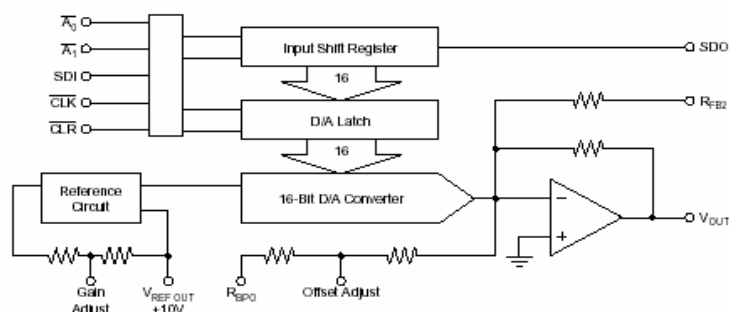 A0
Input Shift Register
SDO
A1
SDI
16
CLK
RFB2
CLR
D/A Latch
16
Reference
Circuit
16-Bit D/A Converter
VOUT
Gain
Adjust
VREF OUT
+10V
RBPO
Offset Adjust